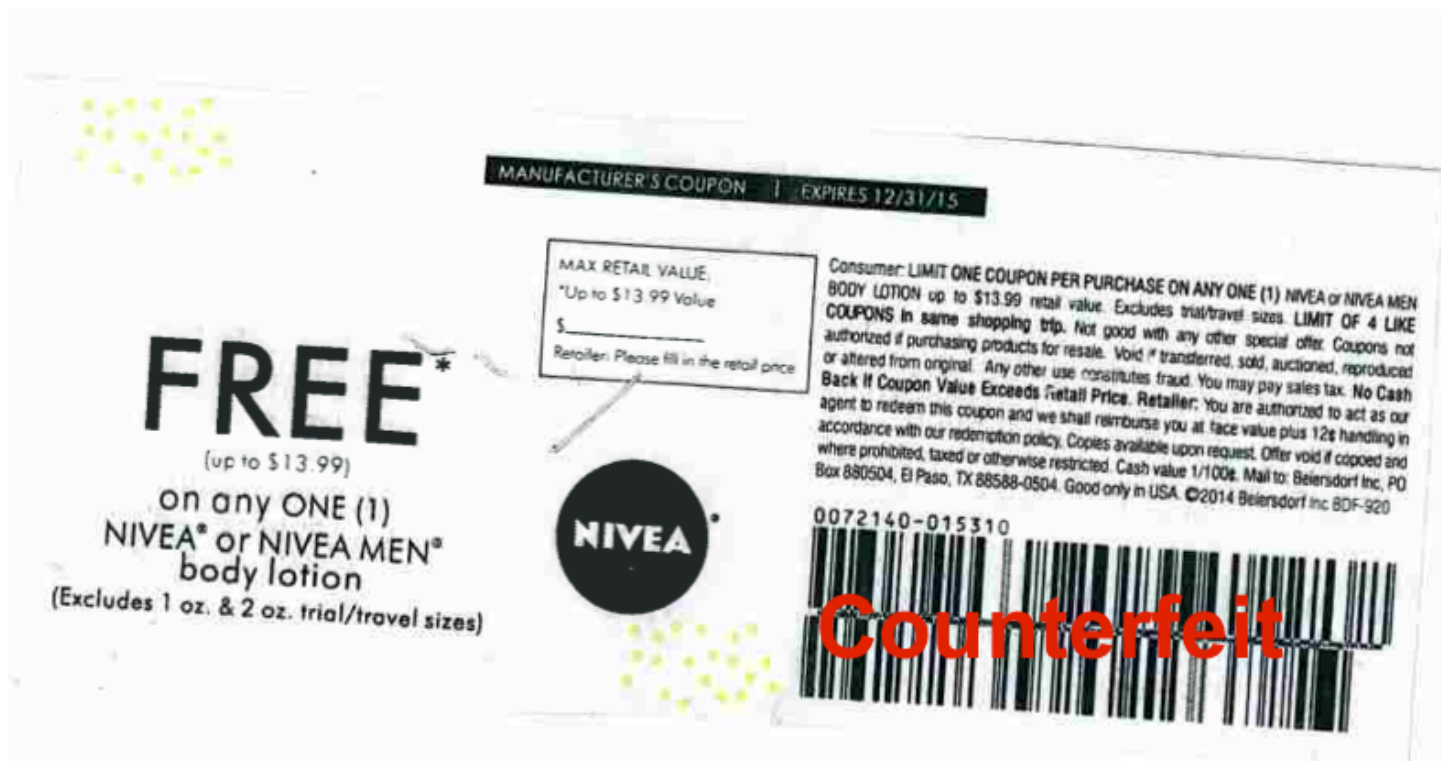 MANUFACTURER'S COUPON | EXPIRES 12/31/15
MAX RETAIL VALUE.
*Up to $13.99 Value
$
Retailer: Please fill in the retail price
FREE*
(up to $13.99)
on any ONE (1)
NIVEA® or NIVEA MEN®
body lotion
(Excludes 1 oz. & 2 oz. trial/travel sizes)
NIVEA®
Consumer: LIMIT ONE COUPON PER PURCHASE ON ANY ONE (1) NIVEA or NIVEA MEN
BODY LOTION up to $13.99 retail value. Excludes trial/travel sizes. LIMIT OF 4 LIKE
COUPONS in same shopping trip. Not good with any other special offer. Coupons not
authorized if purchasing products for resale. Void if transferred, sold, auctioned, reproduced
or altered from original. Any other use constitutes fraud. You may pay sales tax. No Cash
Back If Coupon Value Exceeds Retail Price. Retailer: You are authorized to act as our
agent to redeem this coupon and we shall reimburse you at face value plus 12¢ handling in
accordance with our redemption policy. Copies available upon request. Offer void if copoed and
where prohibited, taxed or otherwise restricted. Cash value 1/100¢. Mail to: Beiersdorf Inc, PO
Box 880504, El Paso, TX 88588-0504. Good only in USA. ©2014 Beiersdorf Inc BDF-920
0072140-015310
Counterfeit